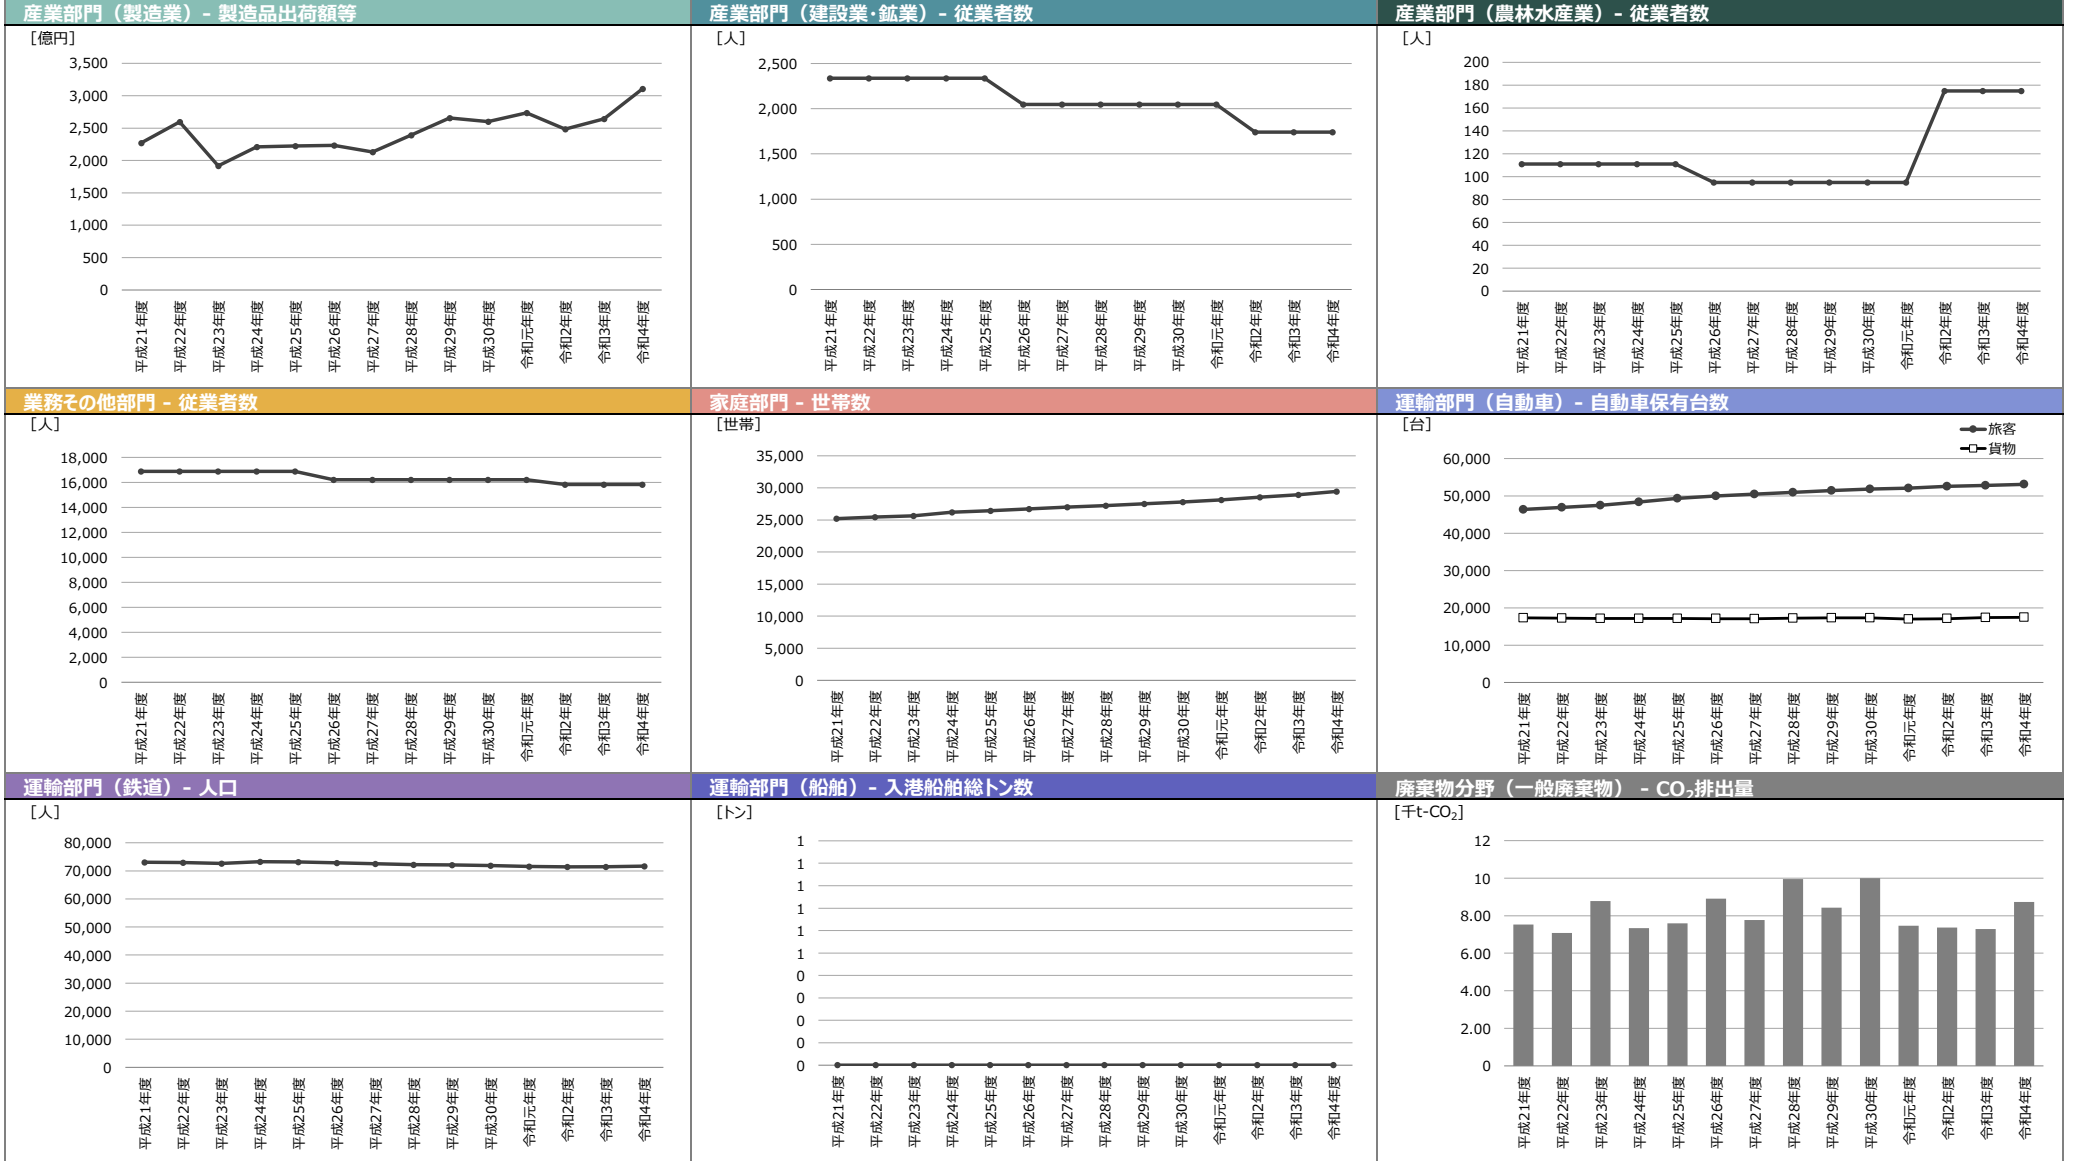 産業部門（製造業）- 製造品出荷額等
[億円]
3,500
3,000
2,500
2,000
1,500
1,000
500
0
平成21年度 平成22年度 平成23年度 平成24年度 平成25年度 平成26年度 平成27年度 平成28年度 平成29年度 平成30年度 令和元年度 令和2年度 令和3年度 令和4年度
産業部門（建設業・鉱業）- 従業者数
[人]
2,500
2,000
1,500
1,000
500
0
平成21年度 平成22年度 平成23年度 平成24年度 平成25年度 平成26年度 平成27年度 平成28年度 平成29年度 平成30年度 令和元年度 令和2年度 令和3年度 令和4年度
産業部門（農林水産業）- 従業者数
[人]
200
180
160
140
120
100
80
60
40
20
0
平成21年度 平成22年度 平成23年度 平成24年度 平成25年度 平成26年度 平成27年度 平成28年度 平成29年度 平成30年度 令和元年度 令和2年度 令和3年度 令和4年度
業務その他部門 - 従業者数
[人]
18,000
16,000
14,000
12,000
10,000
8,000
6,000
4,000
2,000
0
平成21年度 平成22年度 平成23年度 平成24年度 平成25年度 平成26年度 平成27年度 平成28年度 平成29年度 平成30年度 令和元年度 令和2年度 令和3年度 令和4年度
家庭部門 - 世帯数
[世帯]
35,000
30,000
25,000
20,000
15,000
10,000
5,000
0
平成21年度 平成22年度 平成23年度 平成24年度 平成25年度 平成26年度 平成27年度 平成28年度 平成29年度 平成30年度 令和元年度 令和2年度 令和3年度 令和4年度
運輸部門（自動車）- 自動車保有台数
[台]
旅客
貨物
60,000
50,000
40,000
30,000
20,000
10,000
0
平成21年度 平成22年度 平成23年度 平成24年度 平成25年度 平成26年度 平成27年度 平成28年度 平成29年度 平成30年度 令和元年度 令和2年度 令和3年度 令和4年度
運輸部門（鉄道）- 人口
[人]
80,000
70,000
60,000
50,000
40,000
30,000
20,000
10,000
0
平成21年度 平成22年度 平成23年度 平成24年度 平成25年度 平成26年度 平成27年度 平成28年度 平成29年度 平成30年度 令和元年度 令和2年度 令和3年度 令和4年度
運輸部門（船舶）- 入港船舶総トン数
[トン]
1
1
1
1
1
1
0
0
0
0
0
平成21年度 平成22年度 平成23年度 平成24年度 平成25年度 平成26年度 平成27年度 平成28年度 平成29年度 平成30年度 令和元年度 令和2年度 令和3年度 令和4年度
廃棄物分野（一般廃棄物） - CO₂排出量
[千t-CO₂]
12
10
8.00
6.00
4.00
2.00
0
平成21年度 平成22年度 平成23年度 平成24年度 平成25年度 平成26年度 平成27年度 平成28年度 平成29年度 平成30年度 令和元年度 令和2年度 令和3年度 令和4年度